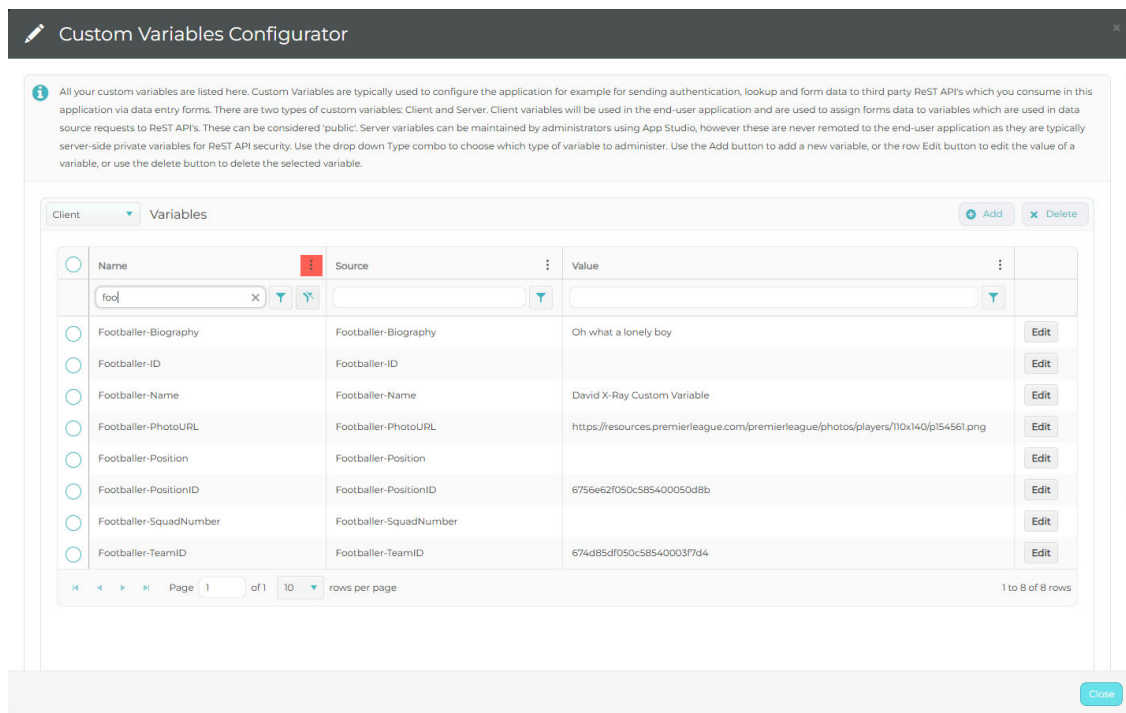 Custom Variables Configurator
All your custom variables are listed here. Custom Variables are typically used to configure the application for example for sending authentication, lookup and form data to third party ReST API's which you consume in this
application via data entry forms. There are two types of custom variables: Client and Server. Client variables will be used in the end-user application and are used to assign forms data to variables which are used in data
source requests to ReST API's. These can be considered 'public'. Server variables can be maintained by administrators using App Studio, however these are never remoted to the end-user application as they are typically
server-side private variables for ReST API security. Use the drop down Type combo to choose which type of variable to administer. Use the Add button to add a new variable, or the row Edit button to edit the value of a
variable, or use the delete button to delete the selected variable.
Client Variables Add Delete
Name Source Value
foo
Footballer-Biography Footballer-Biography Oh what a lonely boy Edit
Footballer-ID Footballer-ID Edit
Footballer-Name Footballer-Name David X-Ray Custom Variable Edit
Footballer-PhotoURL Footballer-PhotoURL https://resources.premierleague.com/premierleague/photos/players/110x140/p154561.png Edit
Footballer-Position Footballer-Position Edit
Footballer-PositionID Footballer-PositionID 6756e62f050c585400050d8b Edit
Footballer-SquadNumber Footballer-SquadNumber Edit
Footballer-TeamID Footballer-TeamID 674d85df050c58540003f7d4 Edit
Page 1 of 1 10 rows per page 1 to 8 of 8 rows
Close